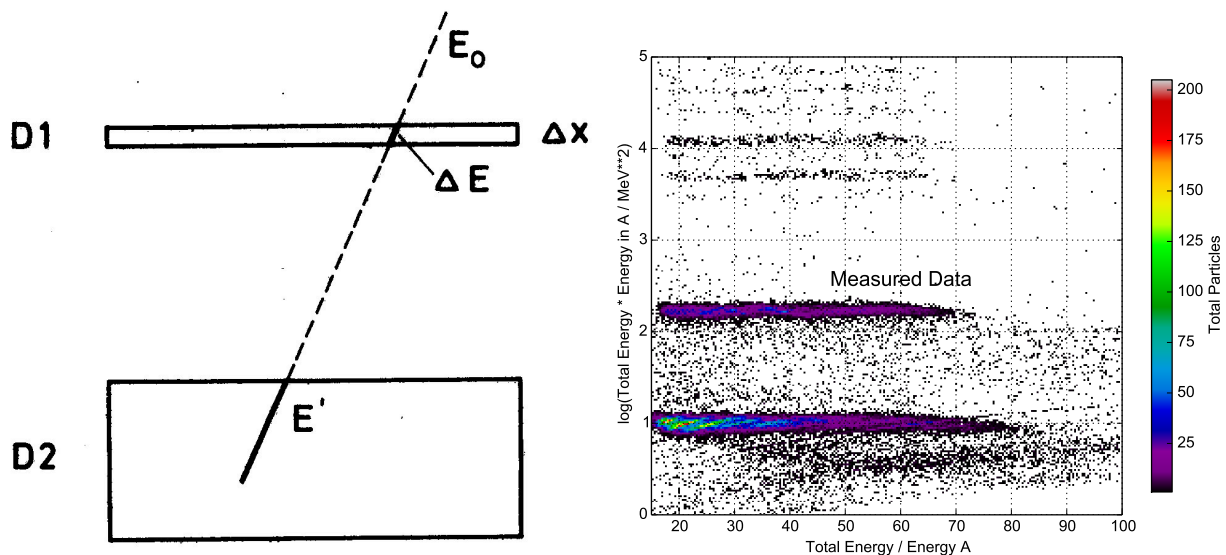 E₀
D1
Δx
ΔE
E'
D2
5
4
3
2
1
0
log(Total Energy * Energy in A / MeV**2)
Measured Data
20 30 40 50 60 70 80 90 100
Total Energy / Energy A
200
175
150
125
100
75
50
25
Total Particles